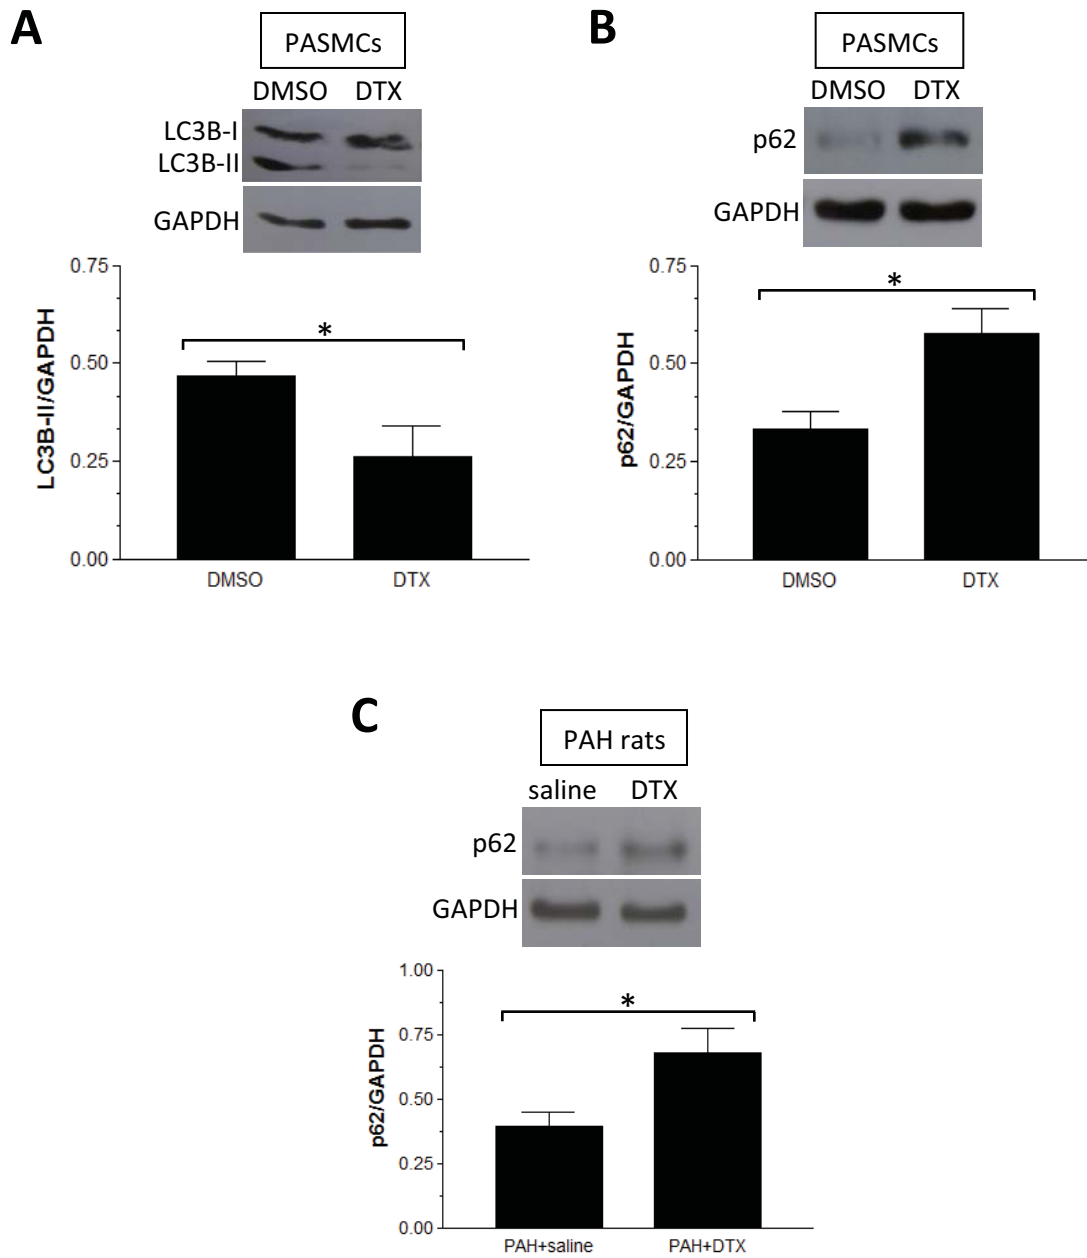 A
PASMCs
DMSO DTX
LC3B-I
LC3B-II
GAPDH
0.75
0.50
0.25
0.00
LC3B-II/GAPDH
*
DMSO DTX
B
PASMCs
DMSO DTX
p62
GAPDH
0.75
0.50
0.25
0.00
p62/GAPDH
*
DMSO DTX
C
PAH rats
saline DTX
p62
GAPDH
1.00
0.75
0.50
0.25
0.00
p62/GAPDH
*
PAH+saline PAH+DTX